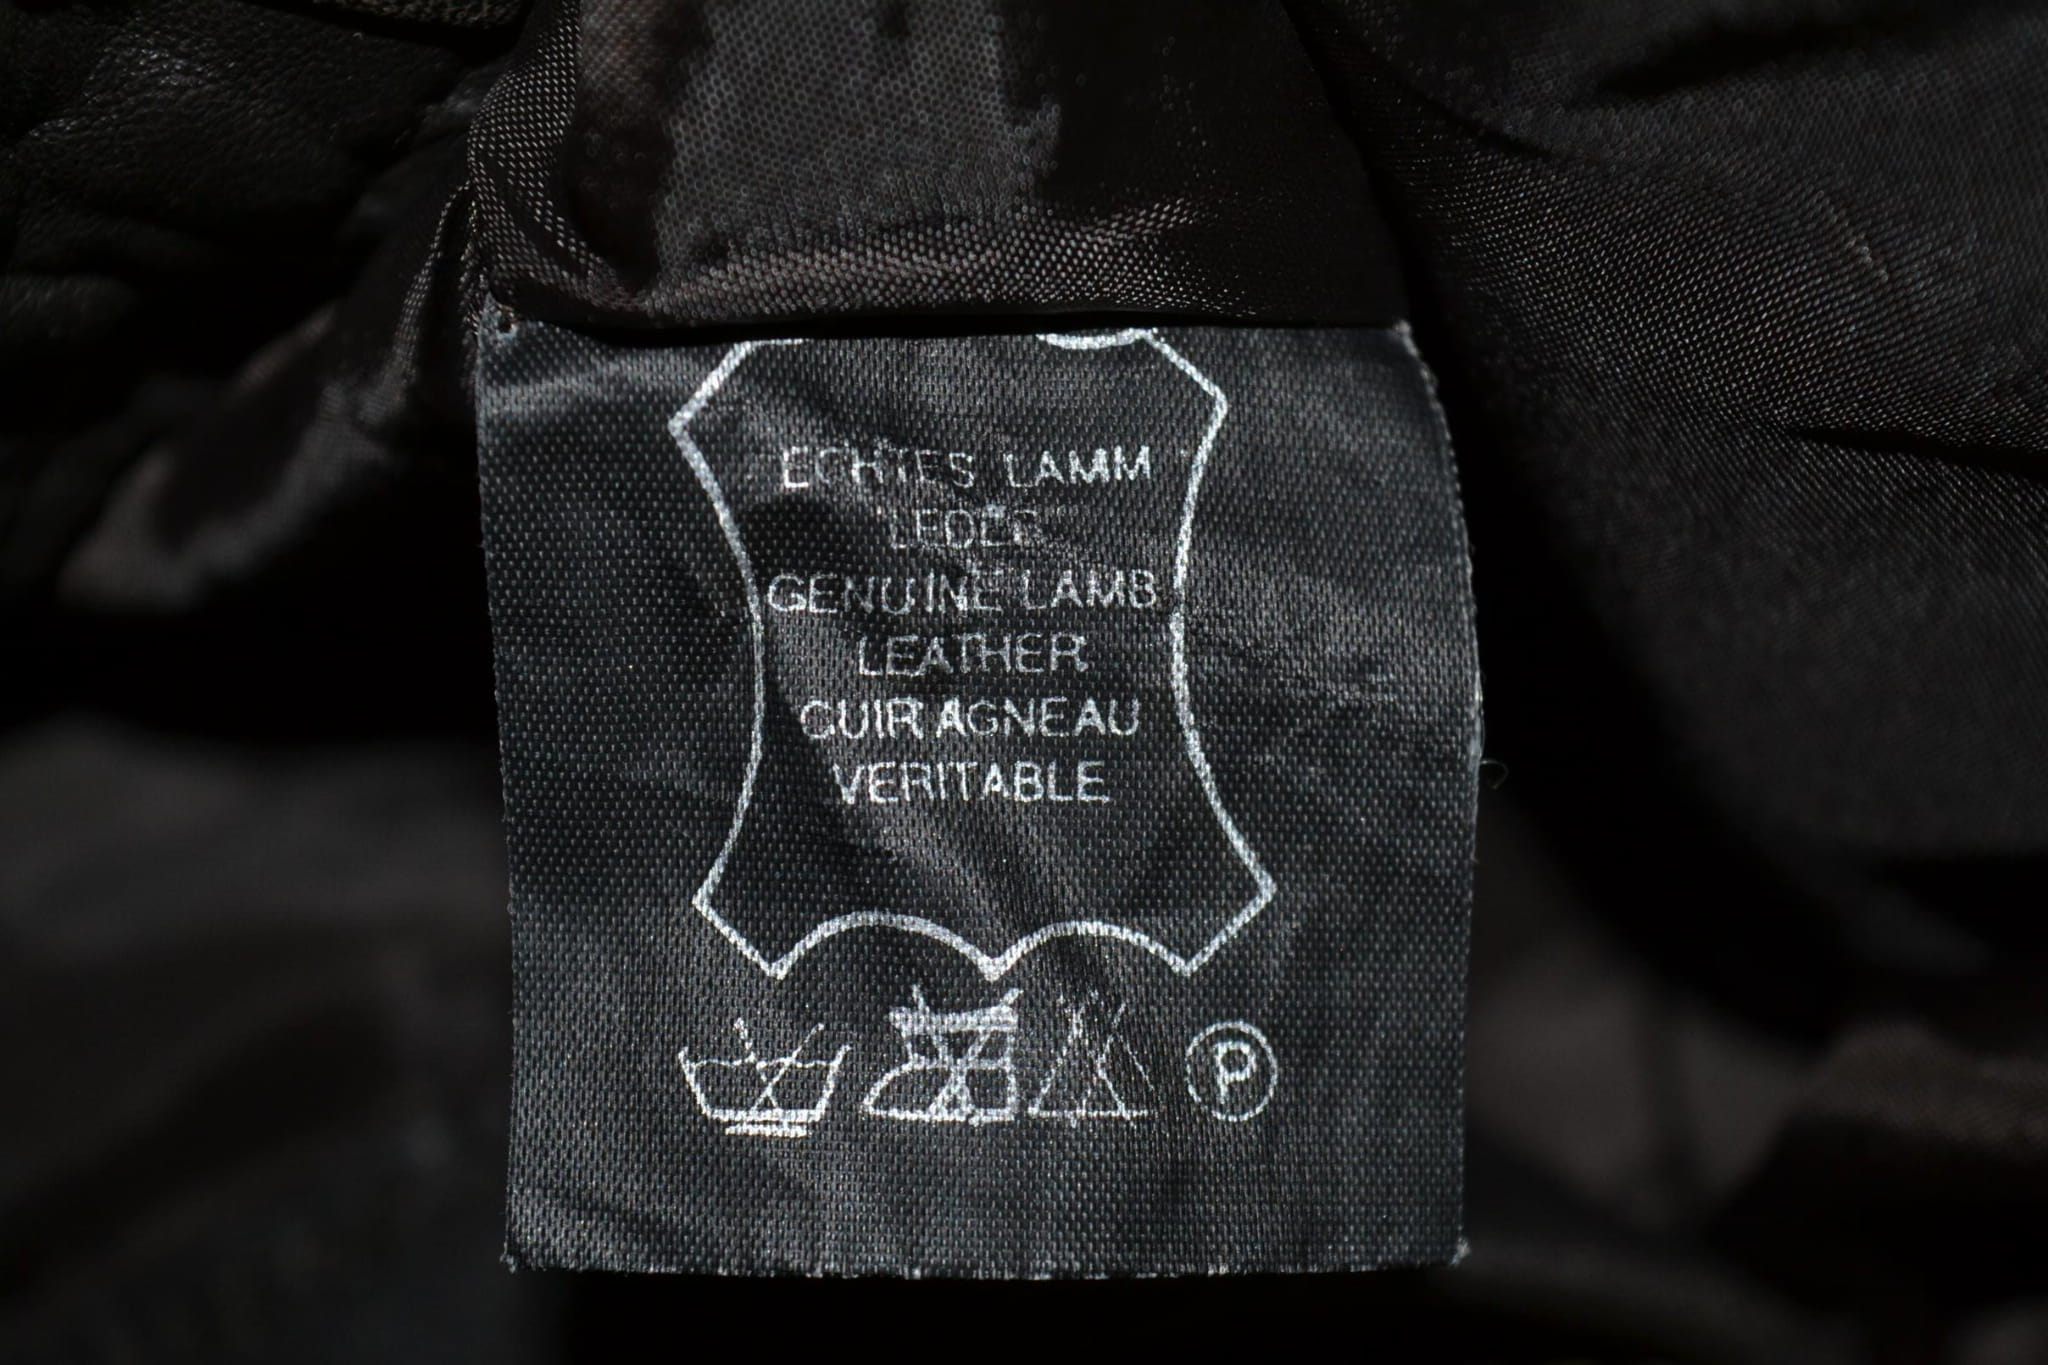 ECHTES LAMM
LEDER
GENUINE LAMB
LEATHER
CUIR AGNEAU
VERITABLE
P